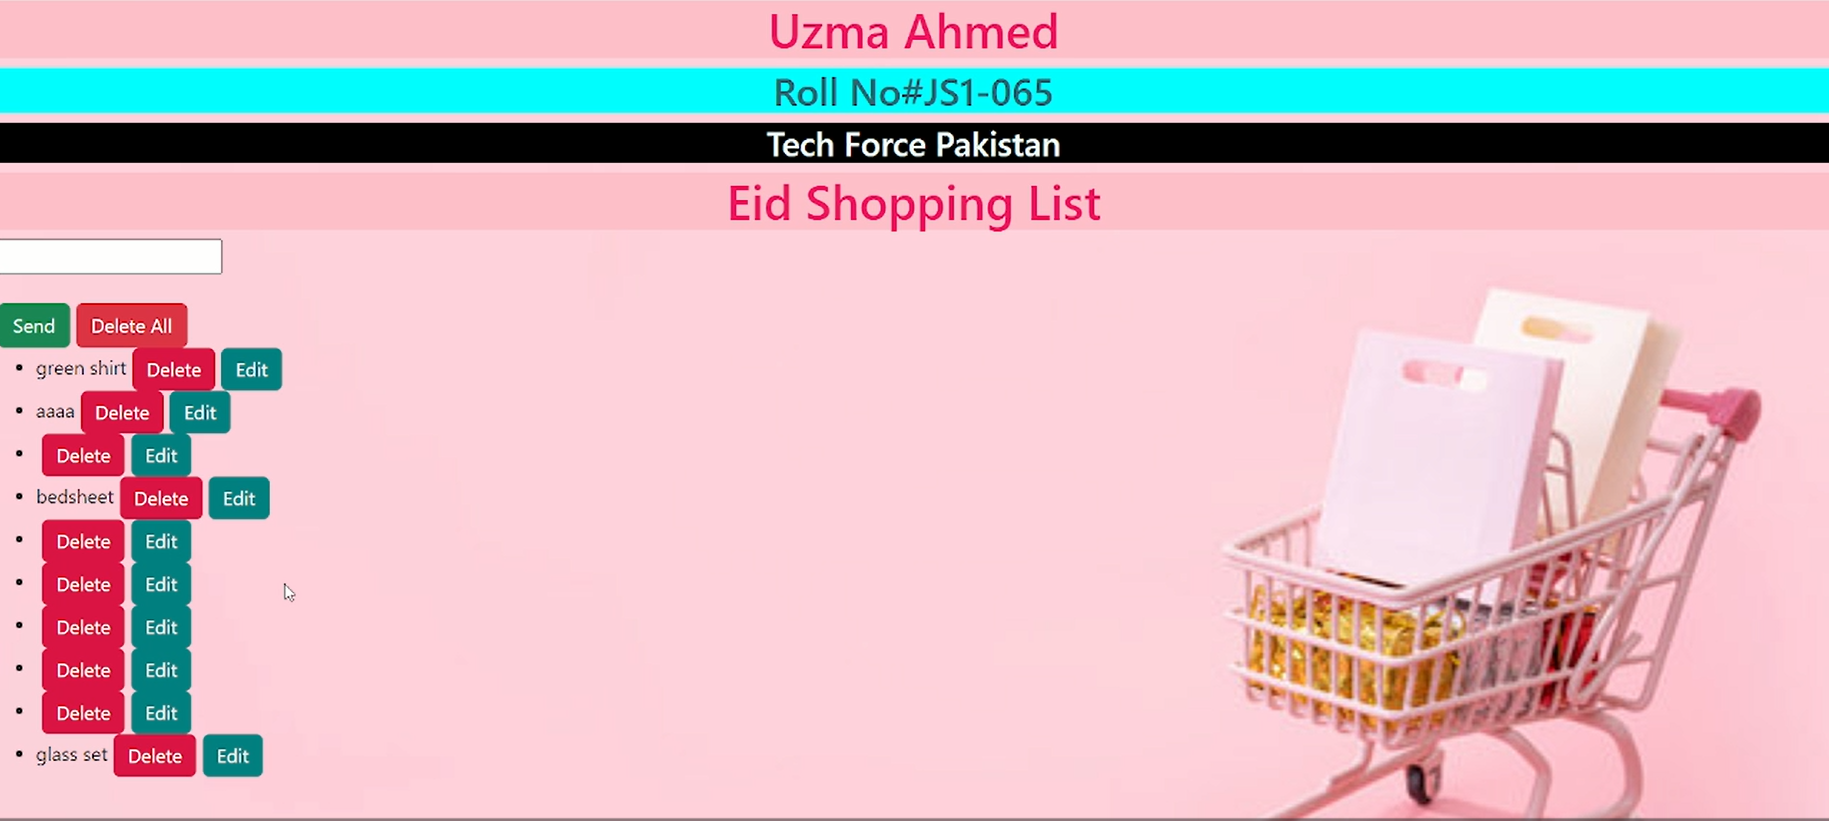 Uzma Ahmed
Roll No#JS1-065
Tech Force Pakistan
Eid Shopping List
Send Delete All
green shirt Delete Edit
aaaa Delete Edit
Delete Edit
bedsheet Delete Edit
Delete Edit
Delete Edit
Delete Edit
Delete Edit
Delete Edit
glass set Delete Edit